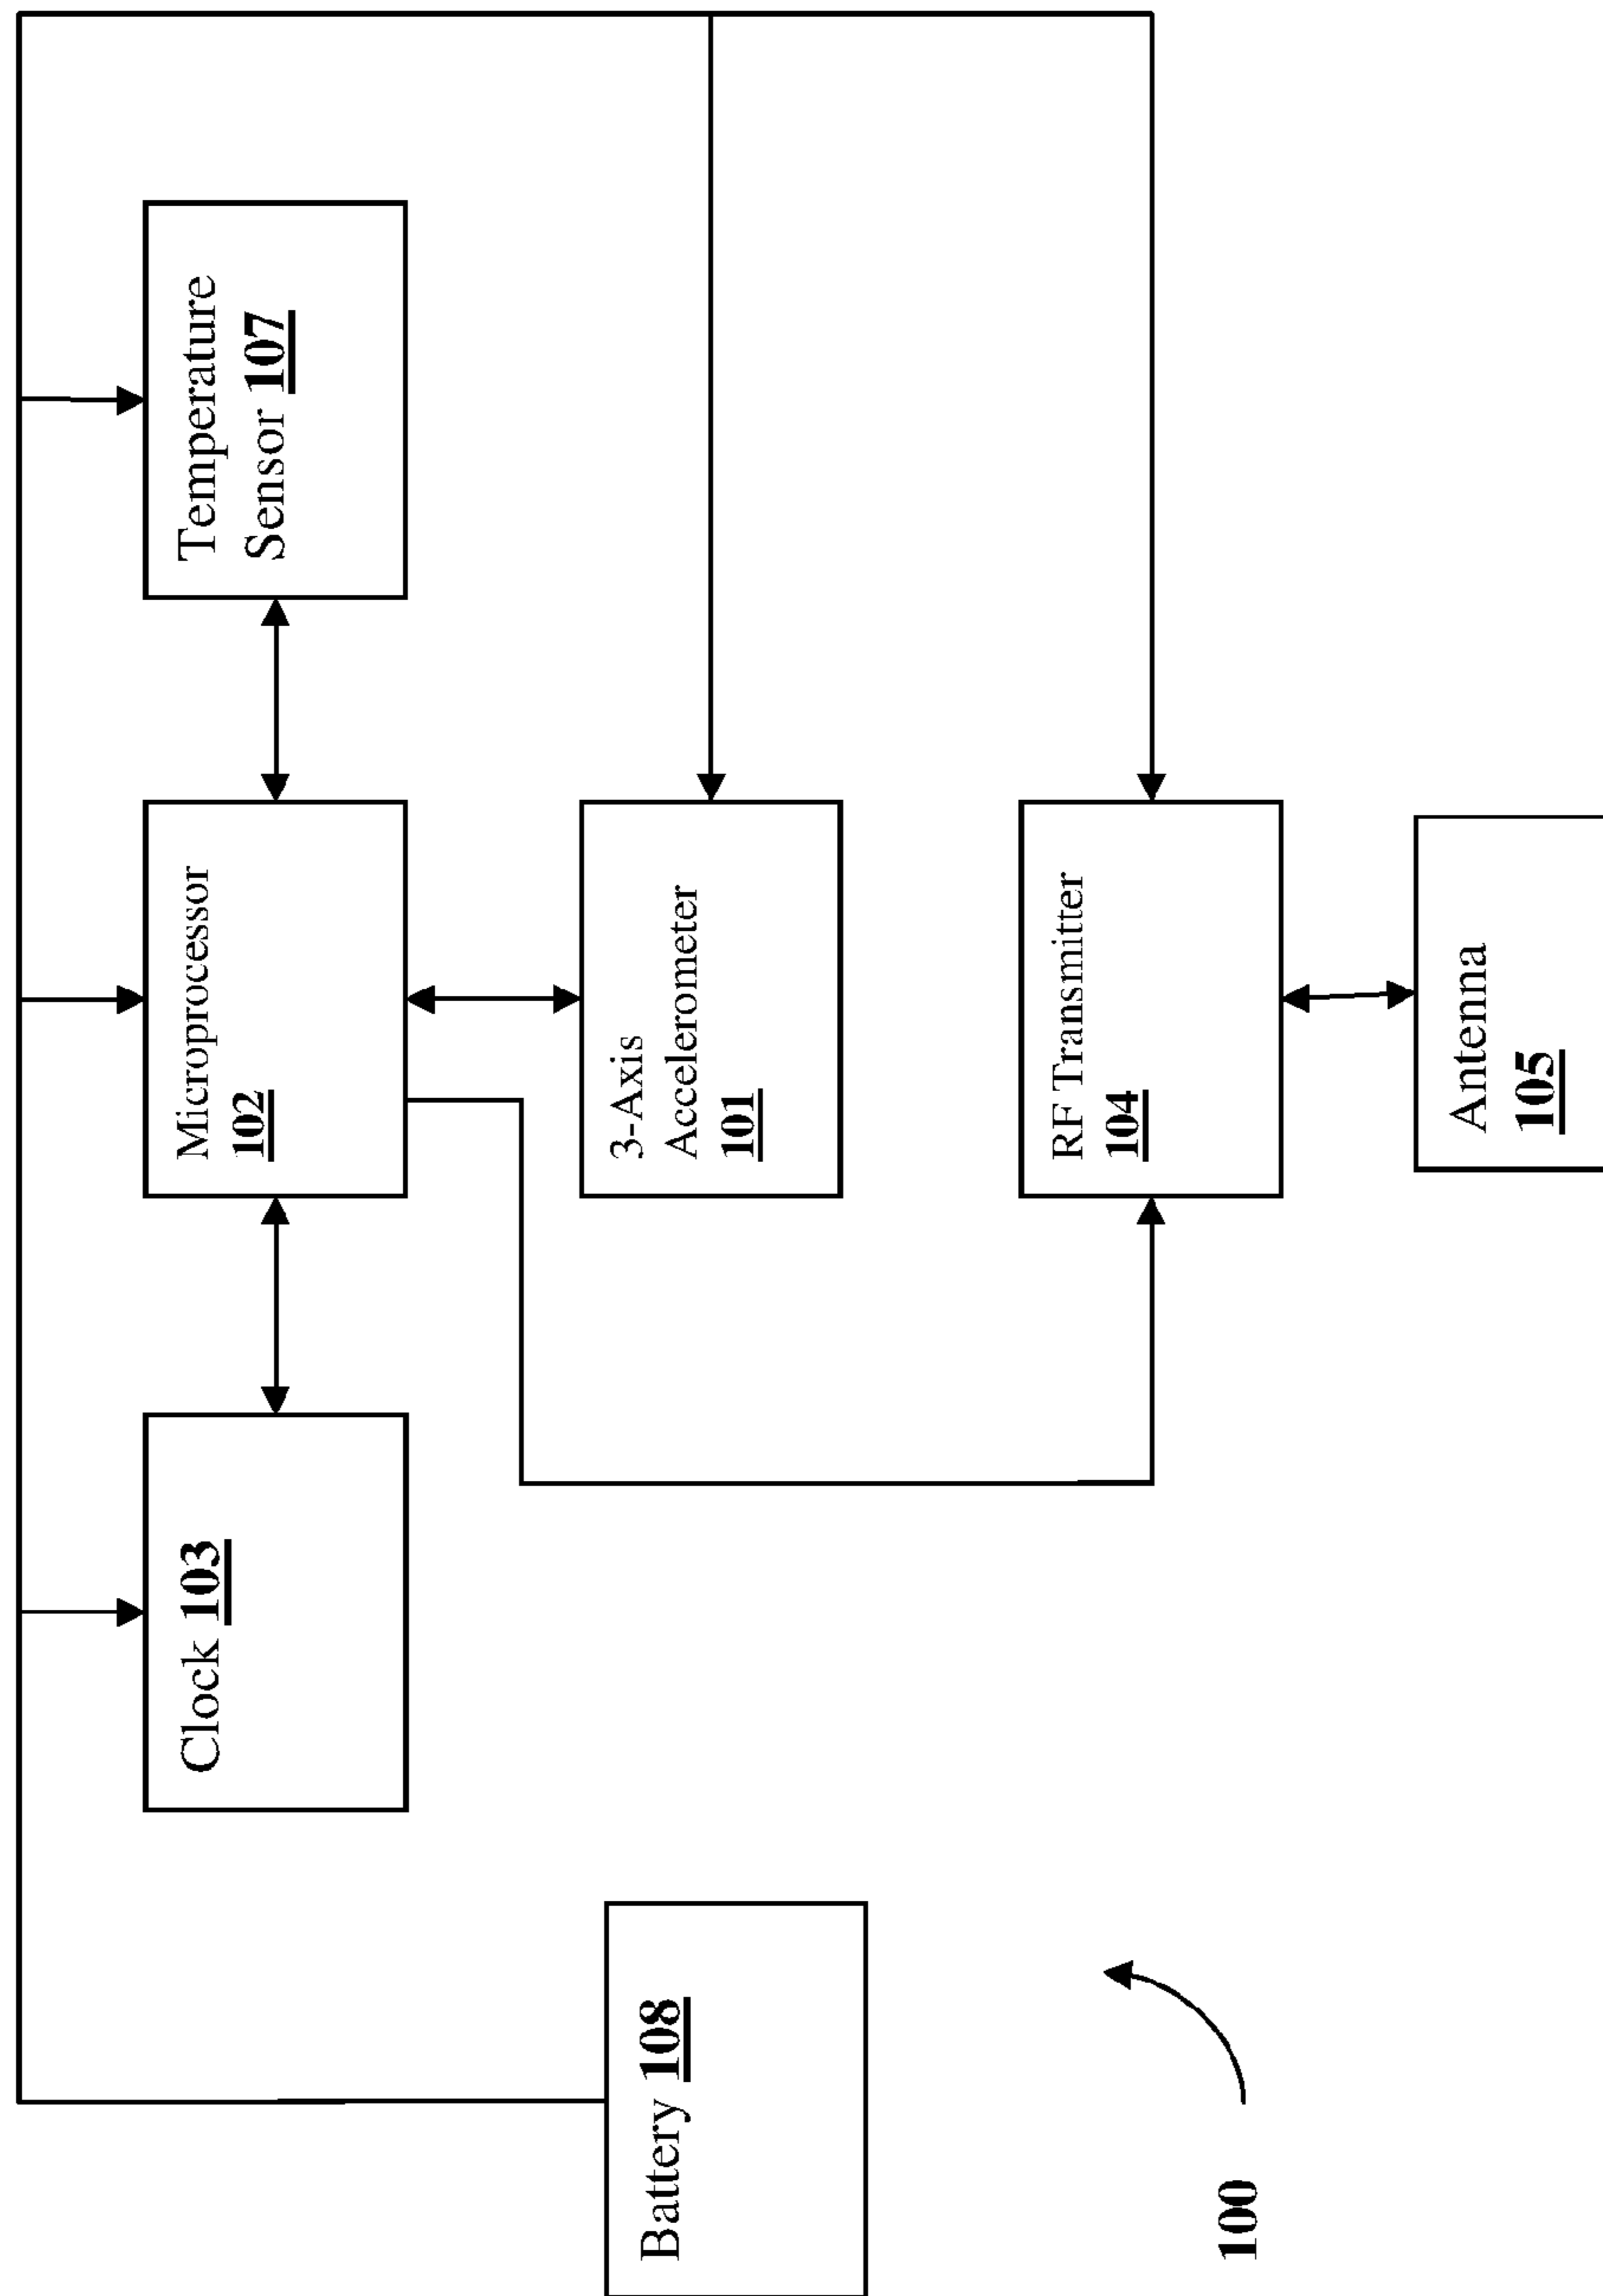 Battery 108
Clock 103
Microprocessor
102
Temperature
Sensor 107
3-Axis
Accelerometer
101
RF Transmitter
104
Antenna
105
100